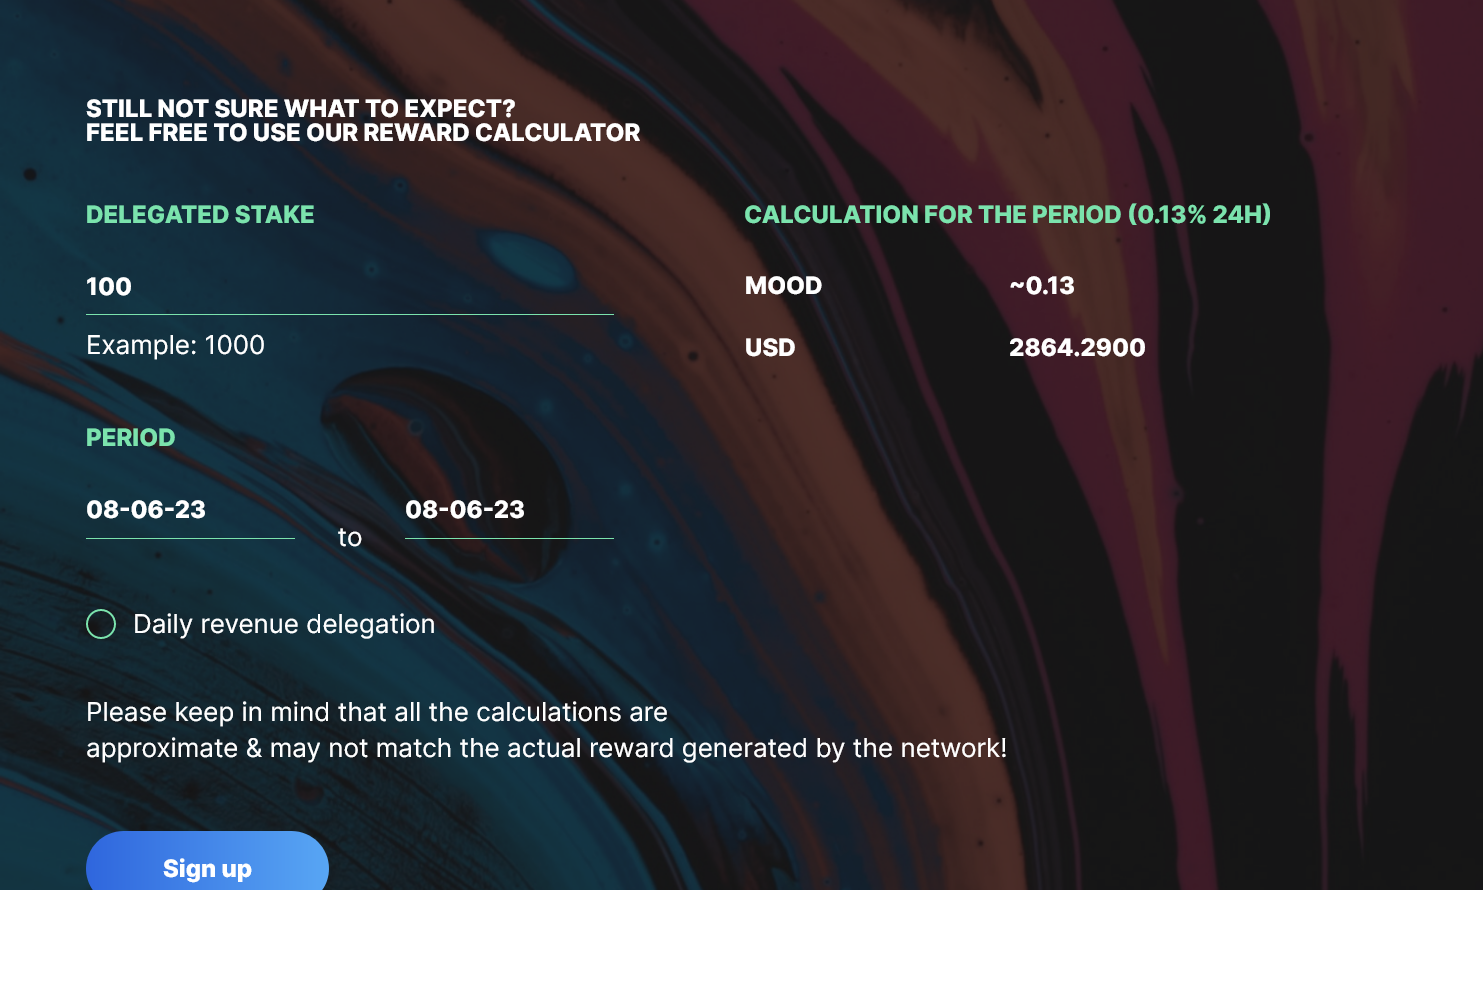 STILL NOT SURE WHAT TO EXPECT?
FEEL FREE TO USE OUR REWARD CALCULATOR
DELEGATED STAKE
100
Example: 1000
PERIOD
08-06-23 to 08-06-23
Daily revenue delegation
CALCULATION FOR THE PERIOD (0.13% 24H)
MOOD ~0.13
USD 2864.2900
Please keep in mind that all the calculations are
approximate & may not match the actual reward generated by the network!
Sign up